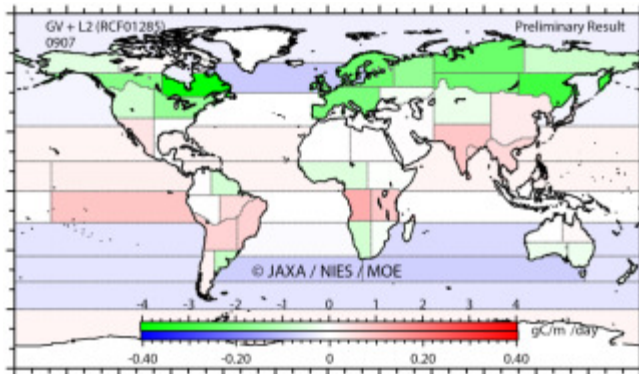 GV + L2 (RCF01285)
Preliminary Result
0907
© JAXA / NIES / MOE
-4 -3 -2 -1 0 1 2 3 4
gC/m /day
-0.40 -0.20 0 0.20 0.40